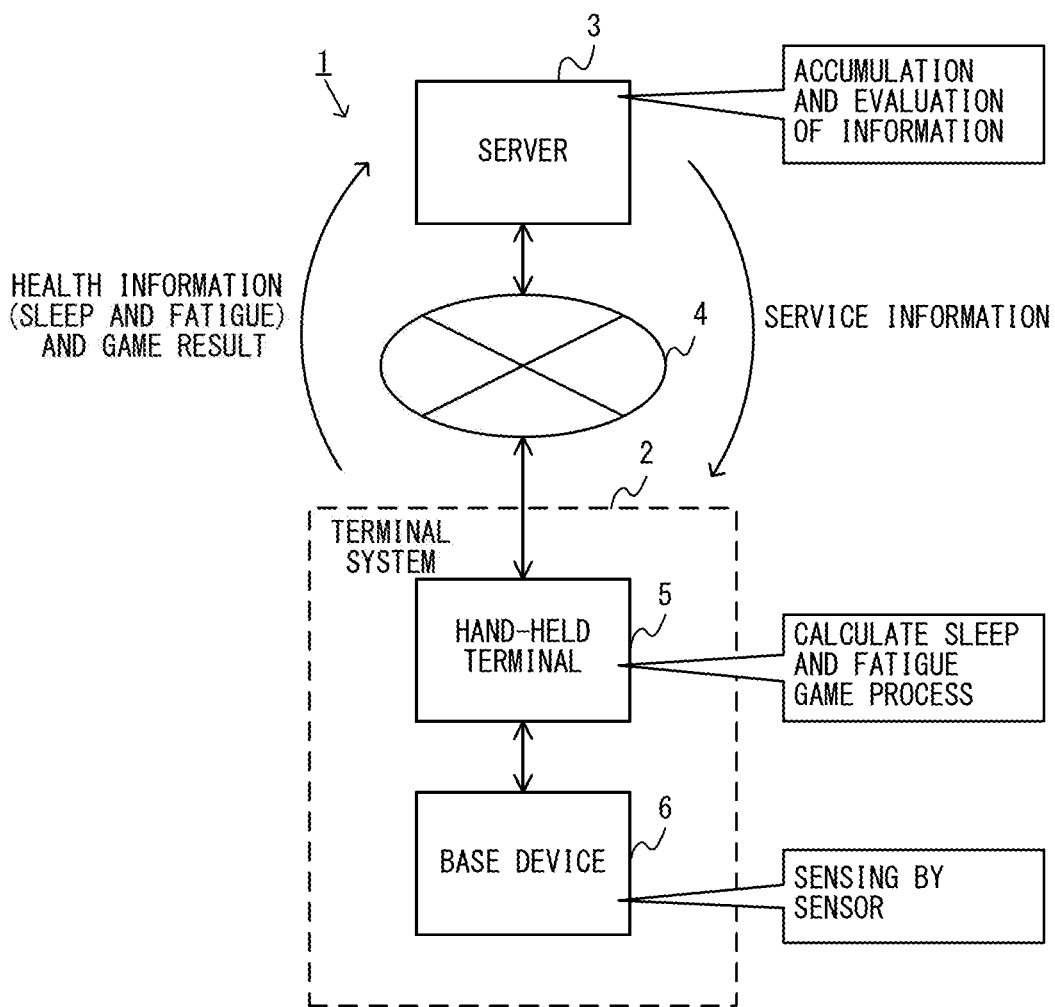 3
1
ACCUMULATION
AND EVALUATION
OF INFORMATION
SERVER
HEALTH INFORMATION
(SLEEP AND FATIGUE)
AND GAME RESULT
4
SERVICE INFORMATION
2
TERMINAL
SYSTEM
5
HAND-HELD
TERMINAL
CALCULATE SLEEP
AND FATIGUE
GAME PROCESS
6
BASE DEVICE
SENSING BY
SENSOR